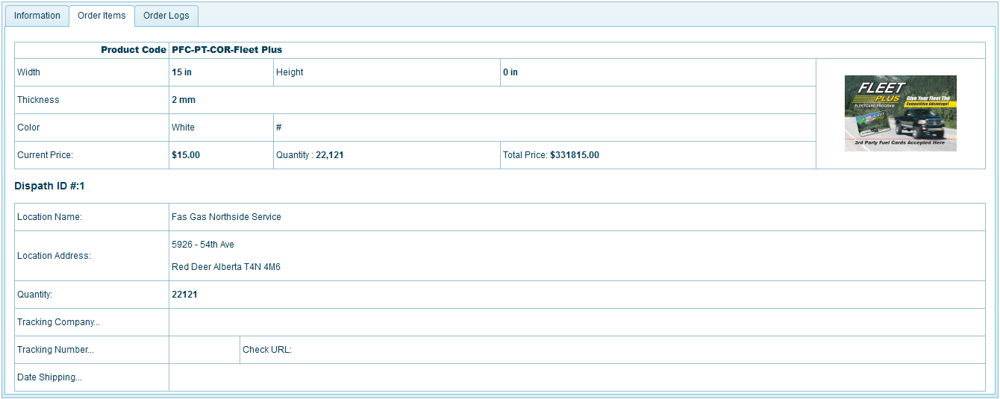 Information Order Items Order Logs
Product Code PFC-PT-COR-Fleet Plus
Width 15 in Height 0 in
Thickness 2 mm
Color White #
Current Price: $15.00 Quantity : 22,121 Total Price: $331815.00
FLEET
PLUS
FLEETCARD PROGRAM
Give Your Fleet The
Competitive Advantage!
3rd Party Fuel Cards Accepted Here
Dispath ID #:1
Location Name: Fas Gas Northside Service
Location Address: 5926 - 54th Ave
Red Deer Alberta T4N 4M6
Quantity: 22121
Tracking Company...
Tracking Number... Check URL:
Date Shipping...